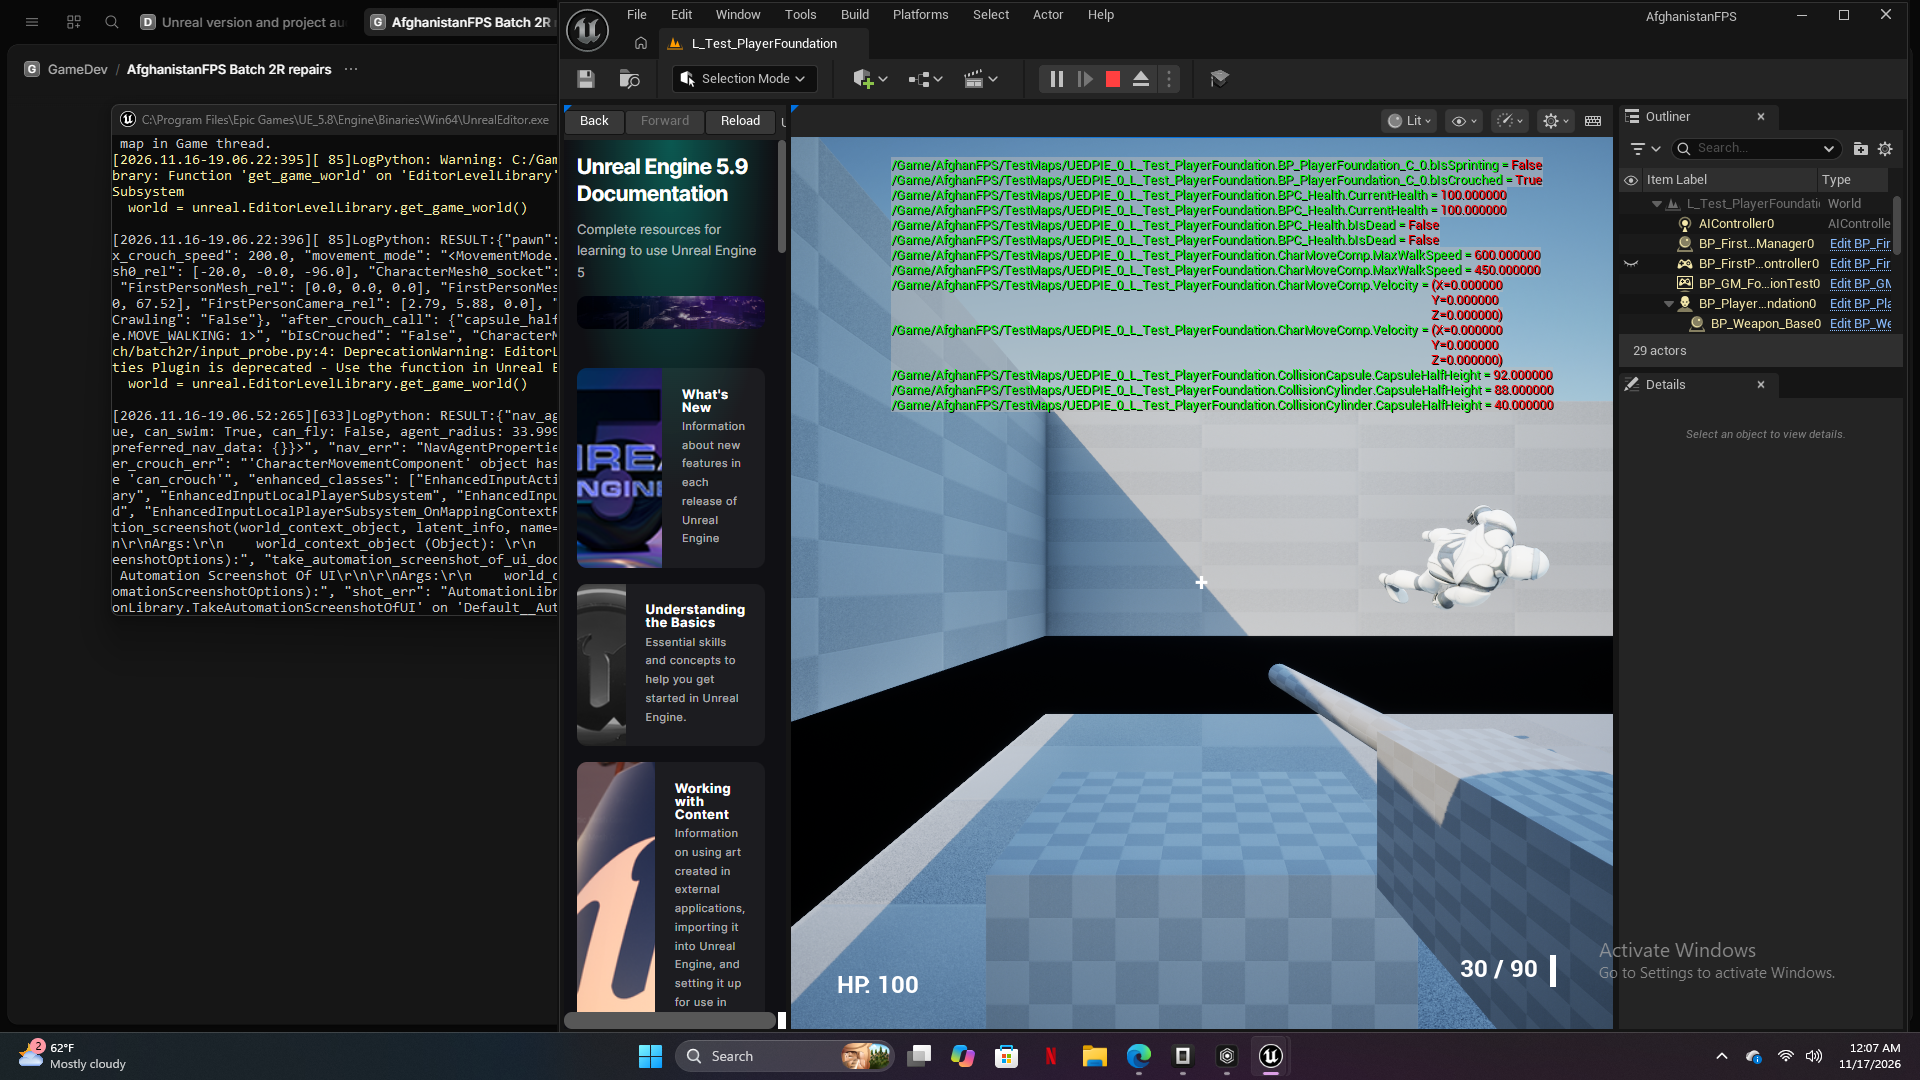 Unreal version and project au
AfghanistanFPS Batch 2R
GameDev / AfghanistanFPS Batch 2R repairs ...
C:\Program Files\Epic Games\UE_5.8\Engine\Binaries\Win64\UnrealEditor.exe
map in Game thread.
[2026.11.16-19.06.22:395][ 85]LogPython: Warning: C:/Gam
brary: Function 'get_game_world' on 'EditorLevelLibrary'
Subsystem
world = unreal.EditorLevelLibrary.get_game_world()
[2026.11.16-19.06.22:396][ 85]LogPython: RESULT:{"pawn":
x_crouch_speed": 200.0, "movement_mode": "<MovementMode.
sh0_rel": [-20.0, -0.0, -96.0], "CharacterMesh0_socket":
"FirstPersonMesh_rel": [0.0, 0.0, 0.0], "FirstPersonMes
0, 67.52], "FirstPersonCamera_rel": [2.79, 5.88, 0.0], "
Crawling": "False"}, "after_crouch_call": {"capsule_half
e.MOVE_WALKING: 1>", "bIsCrouched": "False", "CharacterM
ch/batch2r/input_probe.py:4: DeprecationWarning: EditorL
ties Plugin is deprecated - Use the function in Unreal E
world = unreal.EditorLevelLibrary.get_game_world()
[2026.11.16-19.06.52:265][633]LogPython: RESULT:{"nav_ag
ue, can_swim: True, can_fly: False, agent_radius: 33.999
preferred_nav_data: {}}>", "nav_err": "NavAgentPropertie
er_crouch_err": "'CharacterMovementComponent' object has
e 'can_crouch'", "enhanced_classes": ["EnhancedInputActi
ary", "EnhancedInputLocalPlayerSubsystem", "EnhancedInpu
d", "EnhancedInputLocalPlayerSubsystem_OnMappingContextR
tion_screenshot(world_context_object, latent_info, name=
n\r\nArgs:\r\n    world_context_object (Object): \r\n
eenshotOptions):", "take_automation_screenshot_of_ui_doc
Automation Screenshot Of UI\r\n\r\nArgs:\r\n    world_c
omationScreenshotOptions):", "shot_err": "AutomationLibr
onLibrary.TakeAutomationScreenshotOfUI' on 'Default__Aut
File Edit Window Tools Build Platforms Select Actor Help
AfghanistanFPS
L_Test_PlayerFoundation
Selection Mode
Back Forward Reload
Unreal Engine 5.9
Documentation
Complete resources for
learning to use Unreal Engine
5
What's
New
Information
about new
features in
each
release of
Unreal
Engine
Understanding
the Basics
Essential skills
and concepts to
help you get
started in Unreal
Engine.
Working
with
Content
Information
on using art
created in
external
applications,
importing it
into Unreal
Engine, and
setting it up
for use in
Lit
/Game/AfghanFPS/TestMaps/UEDPIE_0_L_Test_PlayerFoundation.BP_PlayerFoundation_C_0.bIsSprinting = False
/Game/AfghanFPS/TestMaps/UEDPIE_0_L_Test_PlayerFoundation.BP_PlayerFoundation_C_0.bIsCrouched = True
/Game/AfghanFPS/TestMaps/UEDPIE_0_L_Test_PlayerFoundation.BPC_Health.CurrentHealth = 100.000000
/Game/AfghanFPS/TestMaps/UEDPIE_0_L_Test_PlayerFoundation.BPC_Health.CurrentHealth = 100.000000
/Game/AfghanFPS/TestMaps/UEDPIE_0_L_Test_PlayerFoundation.BPC_Health.bIsDead = False
/Game/AfghanFPS/TestMaps/UEDPIE_0_L_Test_PlayerFoundation.BPC_Health.bIsDead = False
/Game/AfghanFPS/TestMaps/UEDPIE_0_L_Test_PlayerFoundation.CharMoveComp.MaxWalkSpeed = 600.000000
/Game/AfghanFPS/TestMaps/UEDPIE_0_L_Test_PlayerFoundation.CharMoveComp.MaxWalkSpeed = 450.000000
/Game/AfghanFPS/TestMaps/UEDPIE_0_L_Test_PlayerFoundation.CharMoveComp.Velocity = (X=0.000000
Y=0.000000
Z=0.000000)
/Game/AfghanFPS/TestMaps/UEDPIE_0_L_Test_PlayerFoundation.CharMoveComp.Velocity = (X=0.000000
Y=0.000000
Z=0.000000)
/Game/AfghanFPS/TestMaps/UEDPIE_0_L_Test_PlayerFoundation.CollisionCapsule.CapsuleHalfHeight = 92.000000
/Game/AfghanFPS/TestMaps/UEDPIE_0_L_Test_PlayerFoundation.CollisionCylinder.CapsuleHalfHeight = 88.000000
/Game/AfghanFPS/TestMaps/UEDPIE_0_L_Test_PlayerFoundation.CollisionCylinder.CapsuleHalfHeight = 40.000000
HP: 100
30 / 90
Outliner
Search...
Item Label Type
L_Test_PlayerFoundati World
AIController0 AIControlle
BP_First...Manager0 Edit BP_Fir
BP_FirstP...ontroller0 Edit BP_Fir
BP_GM_Fo...ionTest0 Edit BP_GM
BP_Player...ndation0 Edit BP_Pla
BP_Weapon_Base0 Edit BP_We
29 actors
Details
Select an object to view details.
Activate Windows
Go to Settings to activate Windows.
2
62°F
Mostly cloudy
Search
12:07 AM
11/17/2026